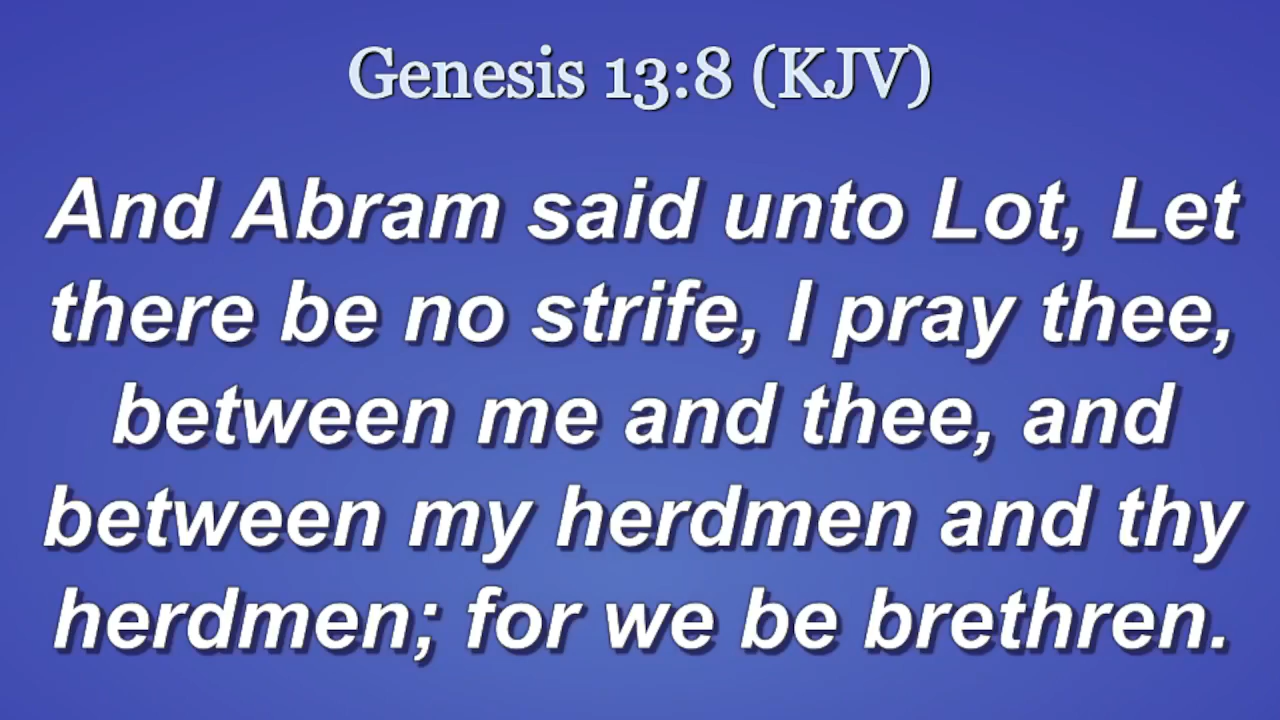 Genesis 13:8 (KJV)
And Abram said unto Lot, Let
there be no strife, I pray thee,
between me and thee, and
between my herdmen and thy
herdmen; for we be brethren.